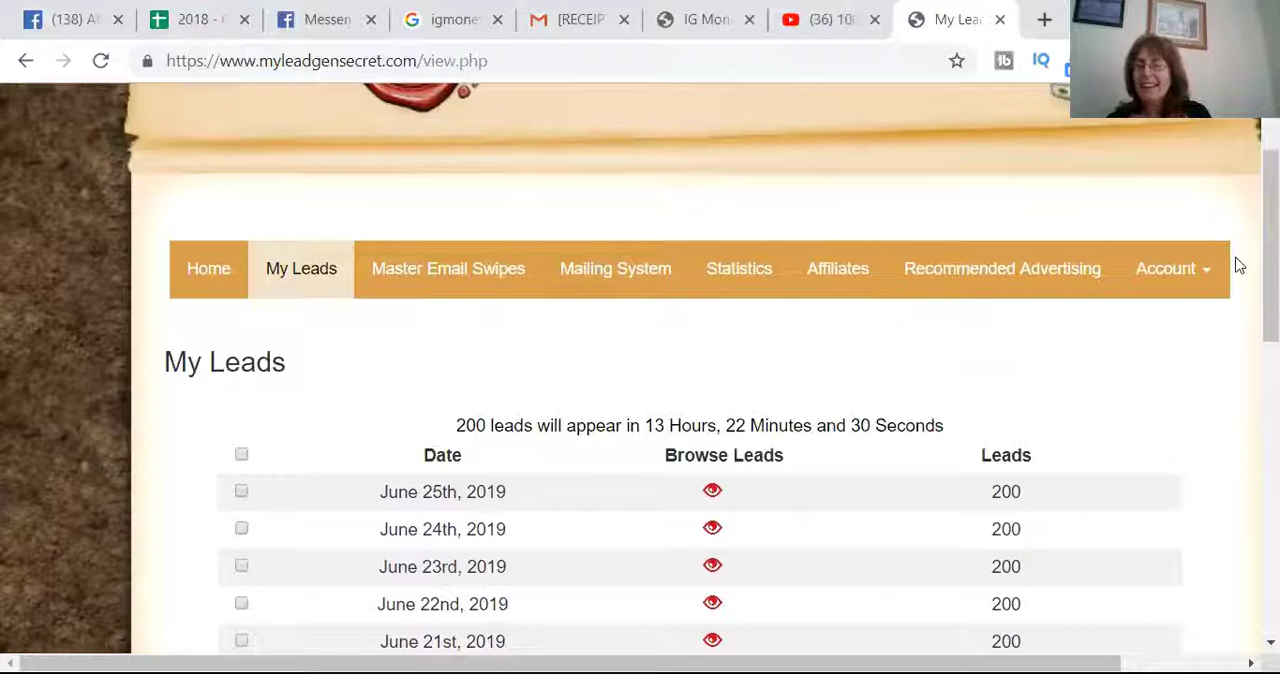 (138) A
2018 -
Messen
igmone
[RECEIP
IG Mon
(36) 10
My Lea
https://www.myleadgensecret.com/view.php
IQ
Home
My Leads
Master Email Swipes
Mailing System
Statistics
Affiliates
Recommended Advertising
Account
My Leads
200 leads will appear in 13 Hours, 22 Minutes and 30 Seconds
Date Browse Leads Leads
June 25th, 2019 200
June 24th, 2019 200
June 23rd, 2019 200
June 22nd, 2019 200
June 21st, 2019 200